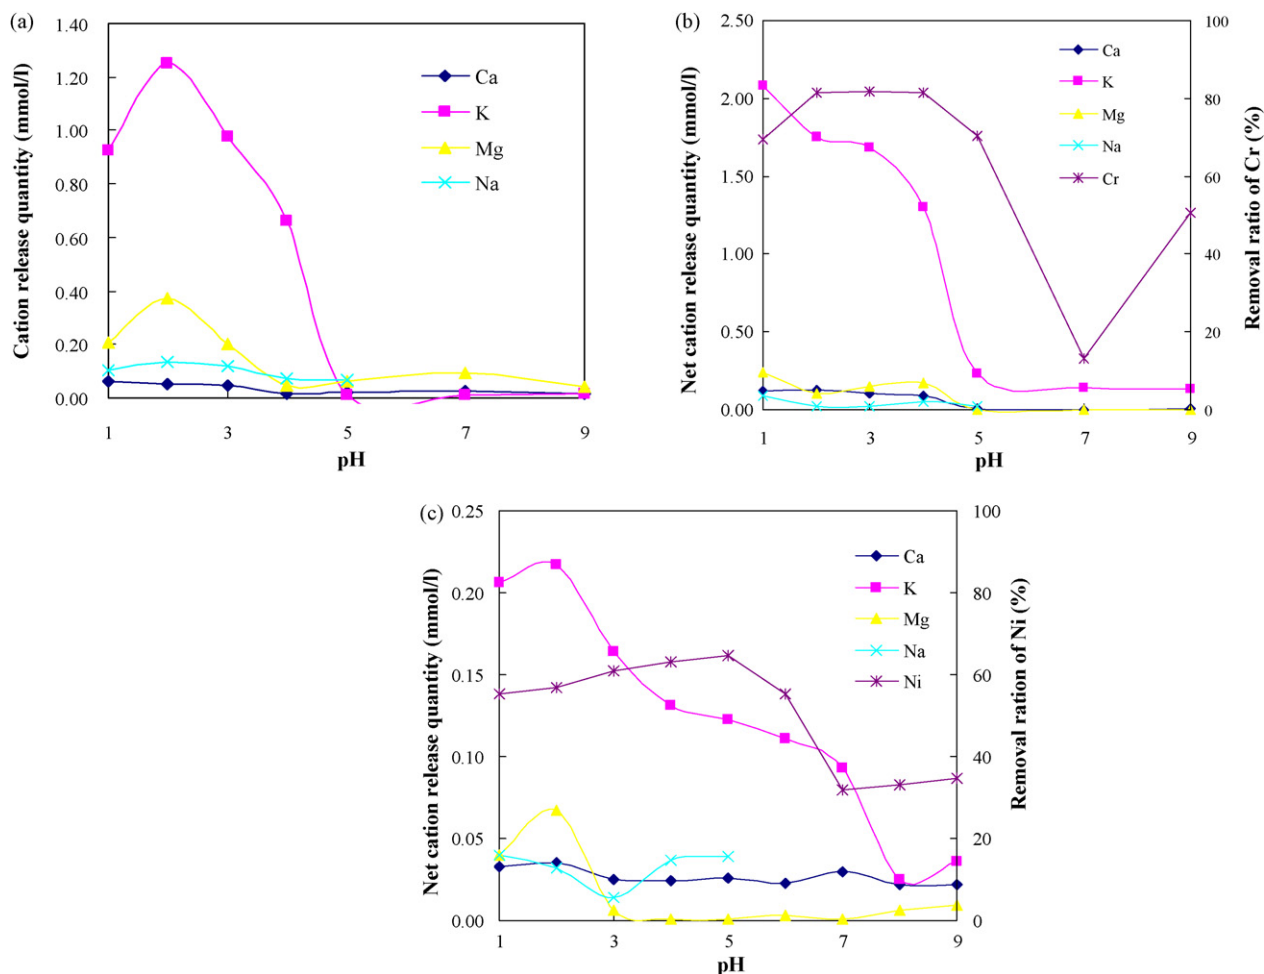 (a)
1.40
1.20
1.00
0.80
0.60
0.40
0.20
0.00
Cation release quantity (mmol/l)
Ca
K
Mg
Na
1 3 5 7 9
pH
(b)
2.50
2.00
1.50
1.00
0.50
0.00
Net cation release quantity (mmol/l)
Ca
K
Mg
Na
Cr
100
80
60
40
20
0
Removal ratio of Cr (%)
1 3 5 7 9
pH
(c)
0.25
0.20
0.15
0.10
0.05
0.00
Net cation release quantity (mmol/l)
Ca
K
Mg
Na
Ni
100
80
60
40
20
0
Removal ration of Ni (%)
1 3 5 7 9
pH